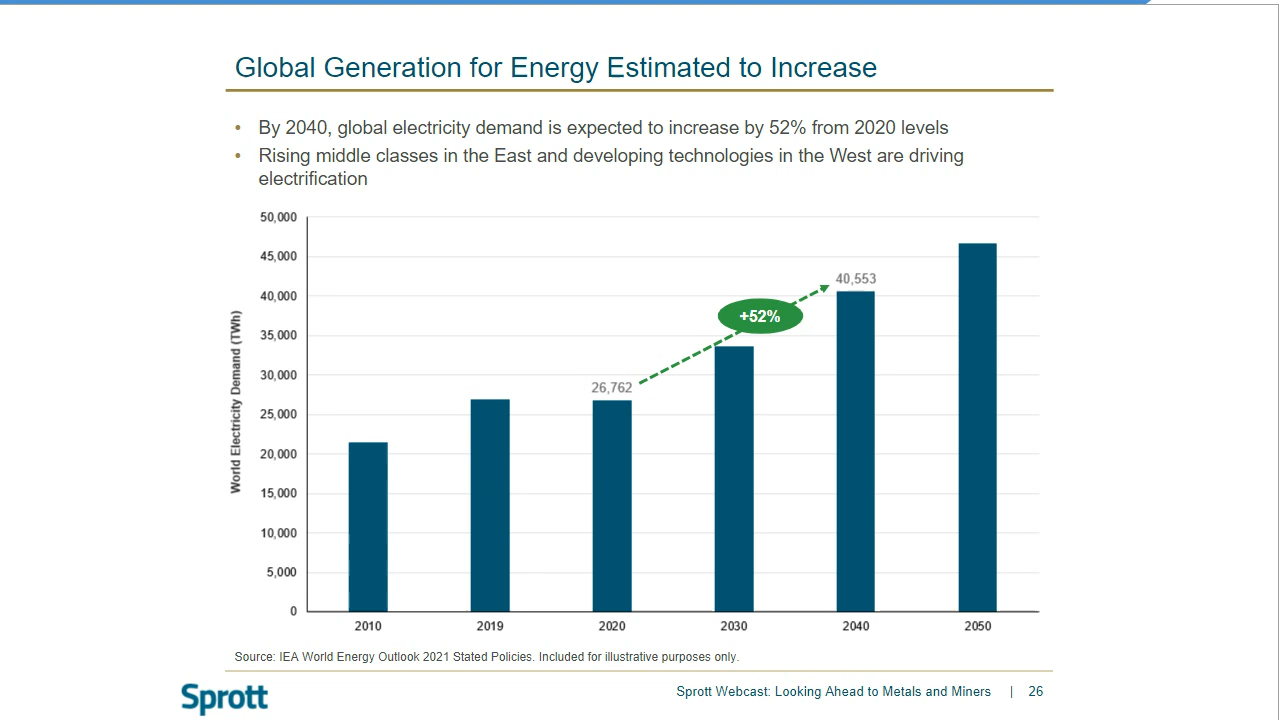 Global Generation for Energy Estimated to Increase
• By 2040, global electricity demand is expected to increase by 52% from 2020 levels
• Rising middle classes in the East and developing technologies in the West are driving
electrification
World Electricity Demand (TWh)
50,000
45,000
40,000
35,000
30,000
25,000
20,000
15,000
10,000
5,000
0
26,762
+52%
40,553
2010 2019 2020 2030 2040 2050
Source: IEA World Energy Outlook 2021 Stated Policies. Included for illustrative purposes only.
Sprott
Sprott Webcast: Looking Ahead to Metals and Miners | 26